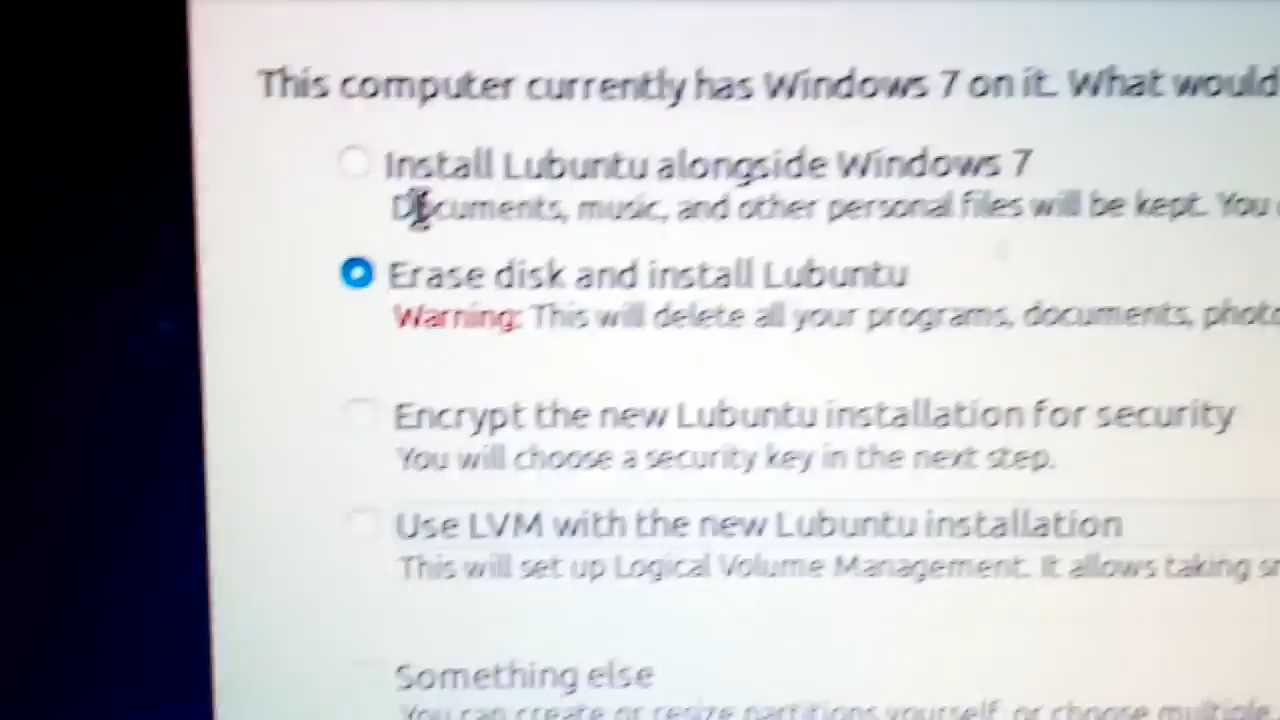 This computer currently has Windows 7 on it. What would
Install Lubuntu alongside Windows 7
Documents, music, and other personal files will be kept. You
Erase disk and install Lubuntu
Warning: This will delete all your programs, documents,
Encrypt the new Lubuntu installation for security
You will choose a security key in the next step.
Use LVM with the new Lubuntu installation
This will set up Logical Volume Management. It allows taking
Something else
You can create or resize partitions yourself, or choose multiple